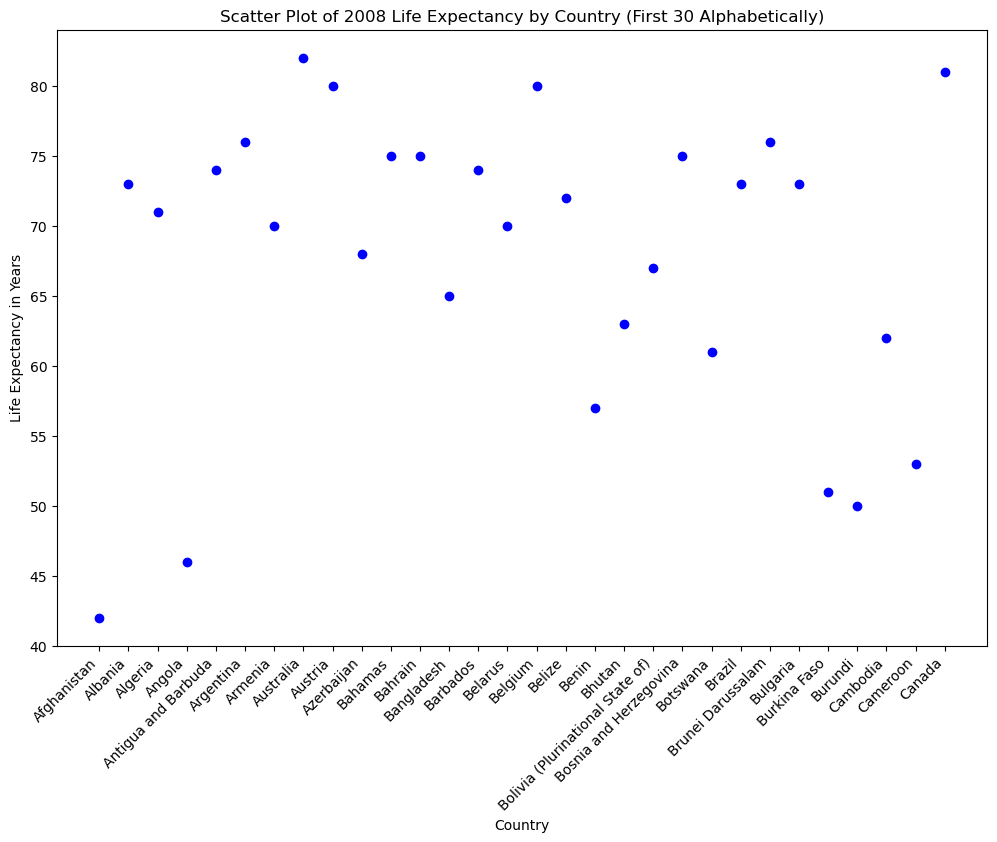 Scatter Plot of 2008 Life Expectancy by Country (First 30 Alphabetically)
Life Expectancy in Years
80
75
70
65
60
55
50
45
40
Afghanistan
Albania
Algeria
Angola
Antigua and Barbuda
Argentina
Armenia
Australia
Austria
Azerbaijan
Bahamas
Bahrain
Bangladesh
Barbados
Belarus
Belgium
Belize
Benin
Bhutan
Bolivia (Plurinational State of)
Bosnia and Herzegovina
Botswana
Brazil
Brunei Darussalam
Bulgaria
Burkina Faso
Burundi
Cambodia
Cameroon
Canada
Country